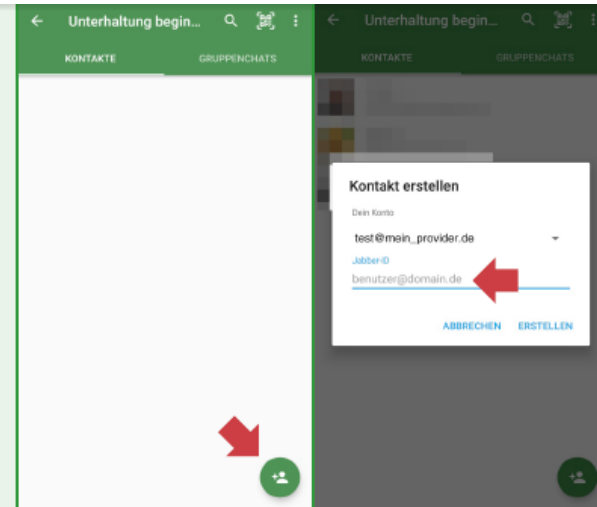 Unterhaltung begin...
KONTAKTE GRUPPENCHATS
Unterhaltung begin...
KONTAKTE GRUPPENCHATS
Kontakt erstellen
Dein Konto
test@mein_provider.de
Jabber-ID
benutzer@domain.de
ABBRECHEN ERSTELLEN